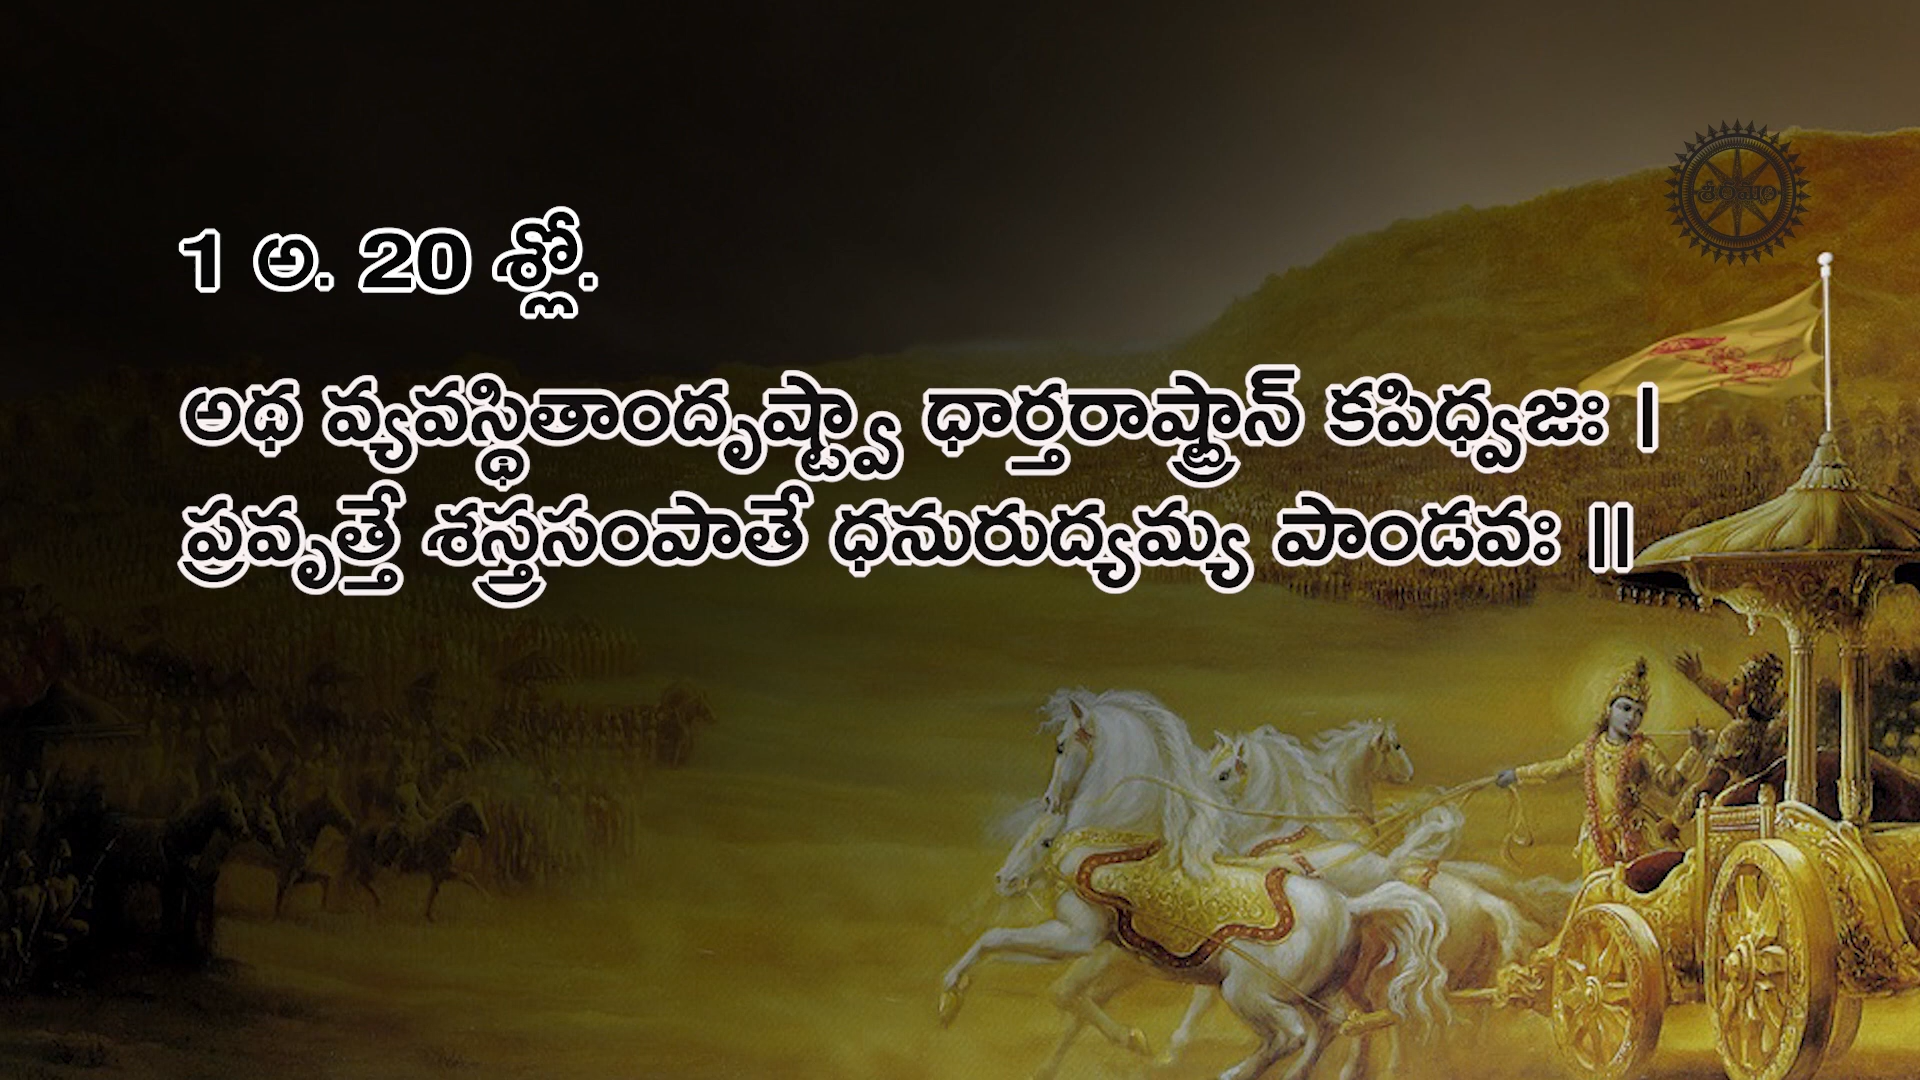 1 అ. 20 శ్లో.
అథ వ్యవస్థితాందృష్ట్వా ధార్తరాష్ట్రాన్ కపిధ్వజః |
ప్రవృత్తే శస్త్రసంపాతే ధనురుద్యమ్య పాండవః ||